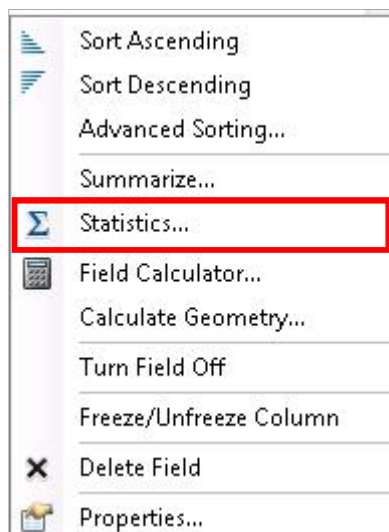 Sort Ascending
Sort Descending
Advanced Sorting...
Summarize...
Σ Statistics...
Field Calculator...
Calculate Geometry...
Turn Field Off
Freeze/Unfreeze Column
Delete Field
Properties...